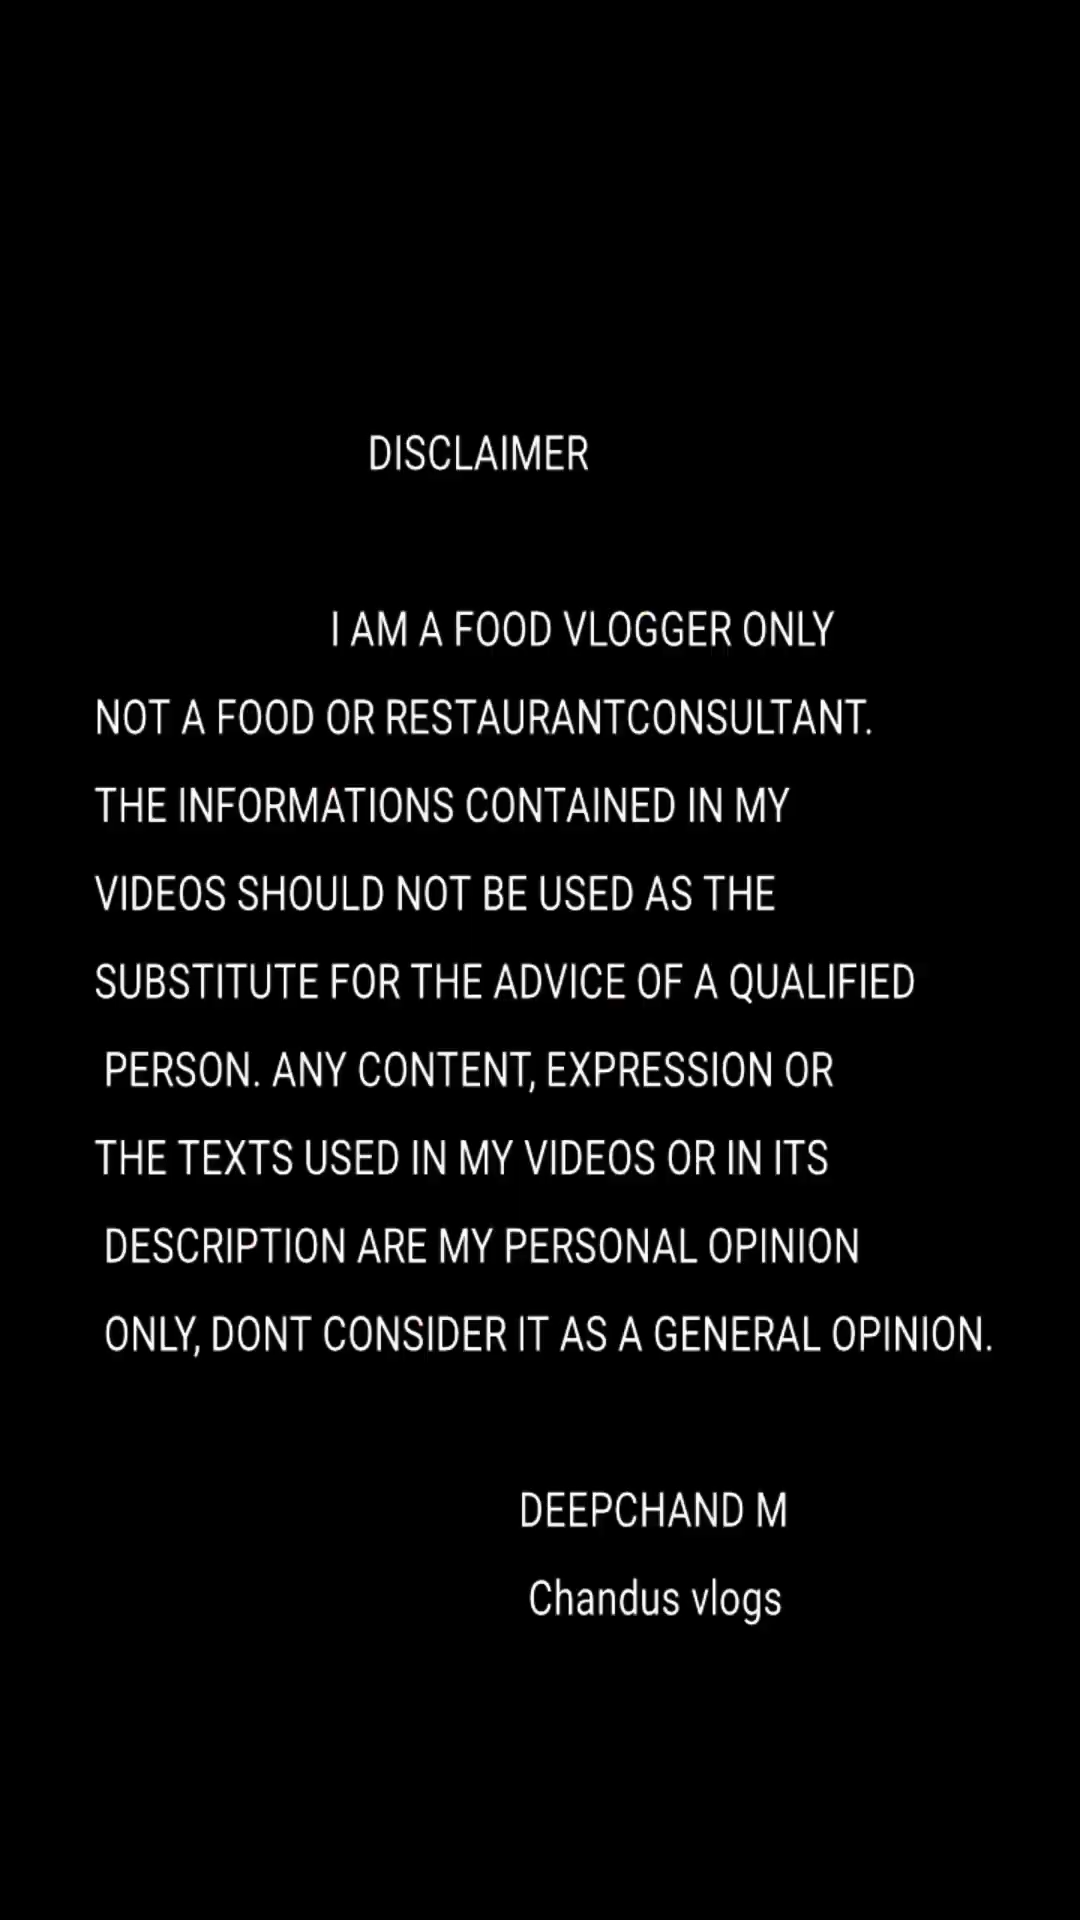 DISCLAIMER
I AM A FOOD VLOGGER ONLY
NOT A FOOD OR RESTAURANTCONSULTANT.
THE INFORMATIONS CONTAINED IN MY
VIDEOS SHOULD NOT BE USED AS THE
SUBSTITUTE FOR THE ADVICE OF A QUALIFIED
PERSON. ANY CONTENT, EXPRESSION OR
THE TEXTS USED IN MY VIDEOS OR IN ITS
DESCRIPTION ARE MY PERSONAL OPINION
ONLY, DONT CONSIDER IT AS A GENERAL OPINION.
DEEPCHAND M
Chandus vlogs